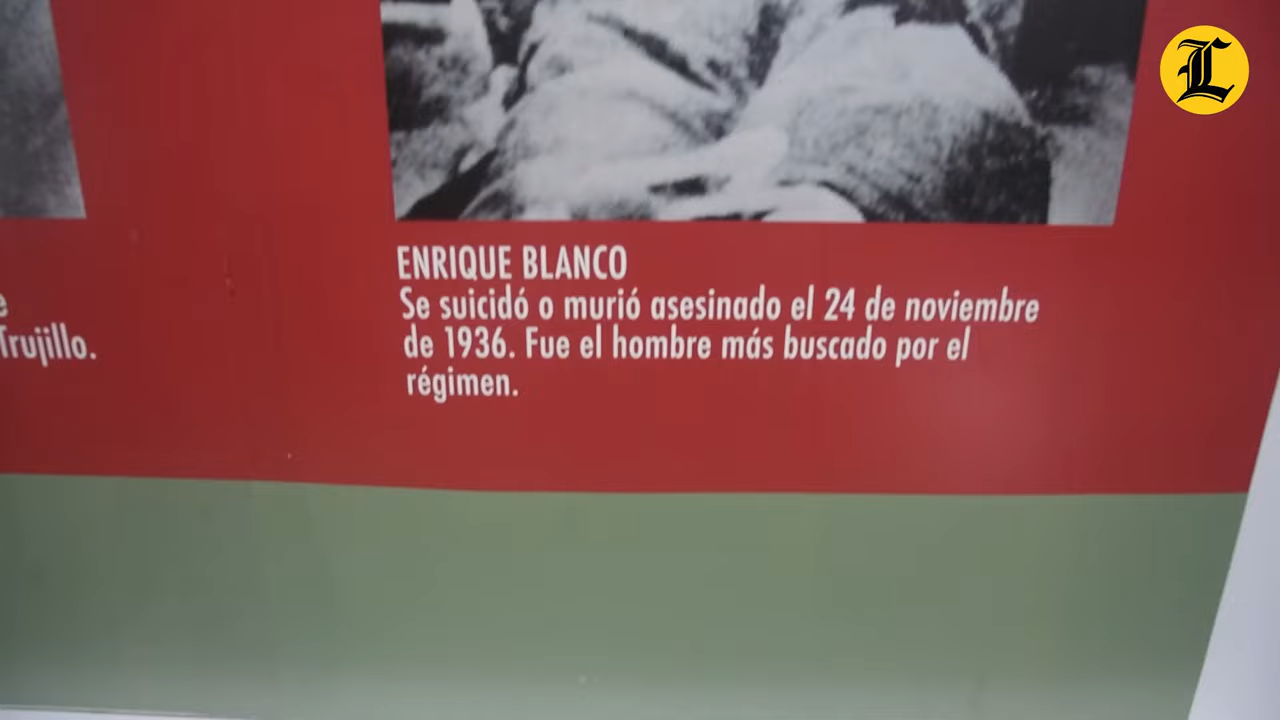 L
ENRIQUE BLANCO
Se suicidó o murió asesinado el 24 de noviembre
de 1936. Fue el hombre más buscado por el
régimen.
Trujillo.